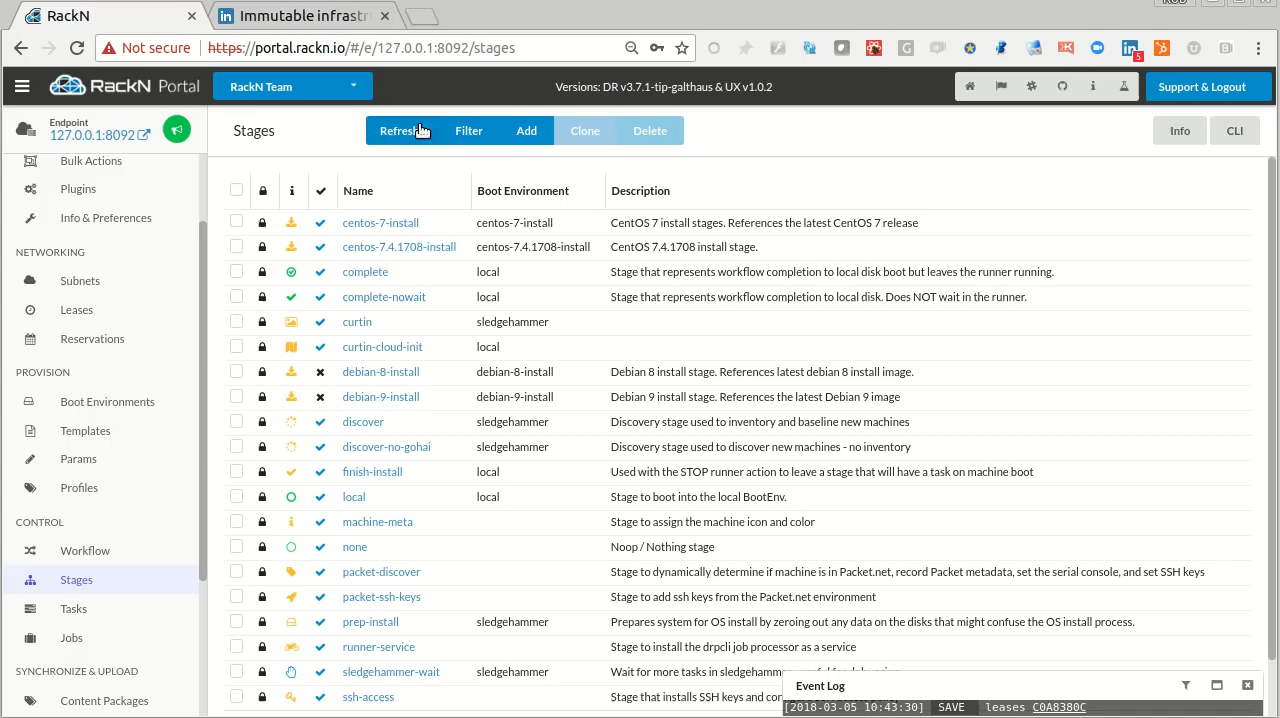 RackN
Immutable infrastr
Not secure https://portal.rackn.io/#/e/127.0.0.1:8092/stages
5
RackN Portal
RackN Team
Versions: DR v3.7.1-tip-galthaus & UX v1.0.2
Support & Logout
Endpoint
127.0.0.1:8092
Stages
Refresh
Filter
Add
Clone
Delete
Info
CLI
Bulk Actions
Plugins
Info & Preferences
NETWORKING
Subnets
Leases
Reservations
PROVISION
Boot Environments
Templates
Params
Profiles
CONTROL
Workflow
Stages
Tasks
Jobs
SYNCHRONIZE & UPLOAD
Content Packages
Name Boot Environment Description
centos-7-install centos-7-install CentOS 7 install stages. References the latest CentOS 7 release
centos-7.4.1708-install centos-7.4.1708-install CentOS 7.4.1708 install stage.
complete local Stage that represents workflow completion to local disk boot but leaves the runner running.
complete-nowait local Stage that represents workflow completion to local disk. Does NOT wait in the runner.
curtin sledgehammer
curtin-cloud-init local
debian-8-install debian-8-install Debian 8 install stage. References latest debian 8 install image.
debian-9-install debian-9-install Debian 9 install stage. References the latest Debian 9 image
discover sledgehammer Discovery stage used to inventory and baseline new machines
discover-no-gohai sledgehammer Discovery stage used to discover new machines - no inventory
finish-install local Used with the STOP runner action to leave a stage that will have a task on machine boot
local local Stage to boot into the local BootEnv.
machine-meta Stage to assign the machine icon and color
none Noop / Nothing stage
packet-discover Stage to dynamically determine if machine is in Packet.net, record Packet metadata, set the serial console, and set SSH keys
packet-ssh-keys Stage to add ssh keys from the Packet.net environment
prep-install sledgehammer Prepares system for OS install by zeroing out any data on the disks that might confuse the OS install process.
runner-service Stage to install the drpcli job processor as a service
sledgehammer-wait sledgehammer Wait for more tasks in sledgehamm
ssh-access Stage that installs SSH keys and
Event Log
[2018-03-05 10:43:30] SAVE leases C0A8380C